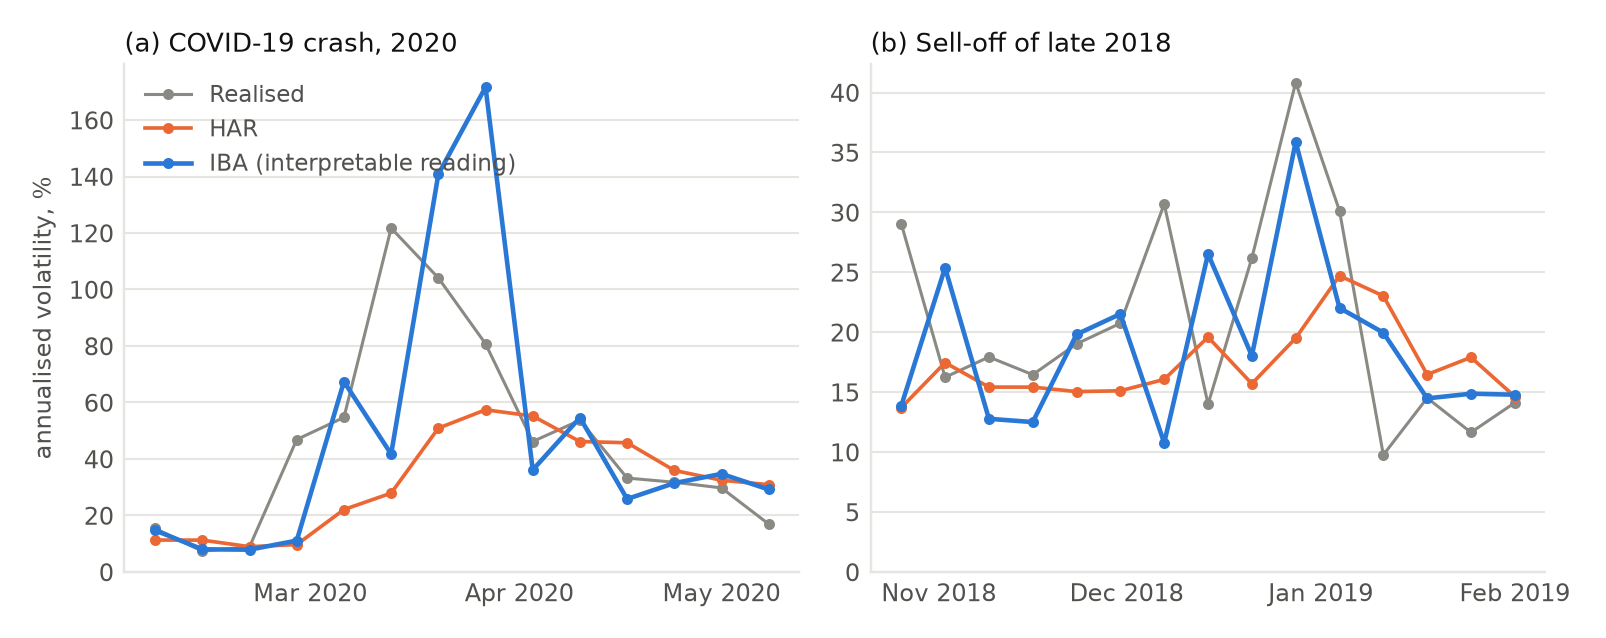 (a) COVID-19 crash, 2020
Realised
HAR
IBA (interpretable reading)
annualised volatility, %
160
140
120
100
80
60
40
20
0
Mar 2020
Apr 2020
May 2020
(b) Sell-off of late 2018
40
35
30
25
20
15
10
5
0
Nov 2018
Dec 2018
Jan 2019
Feb 2019